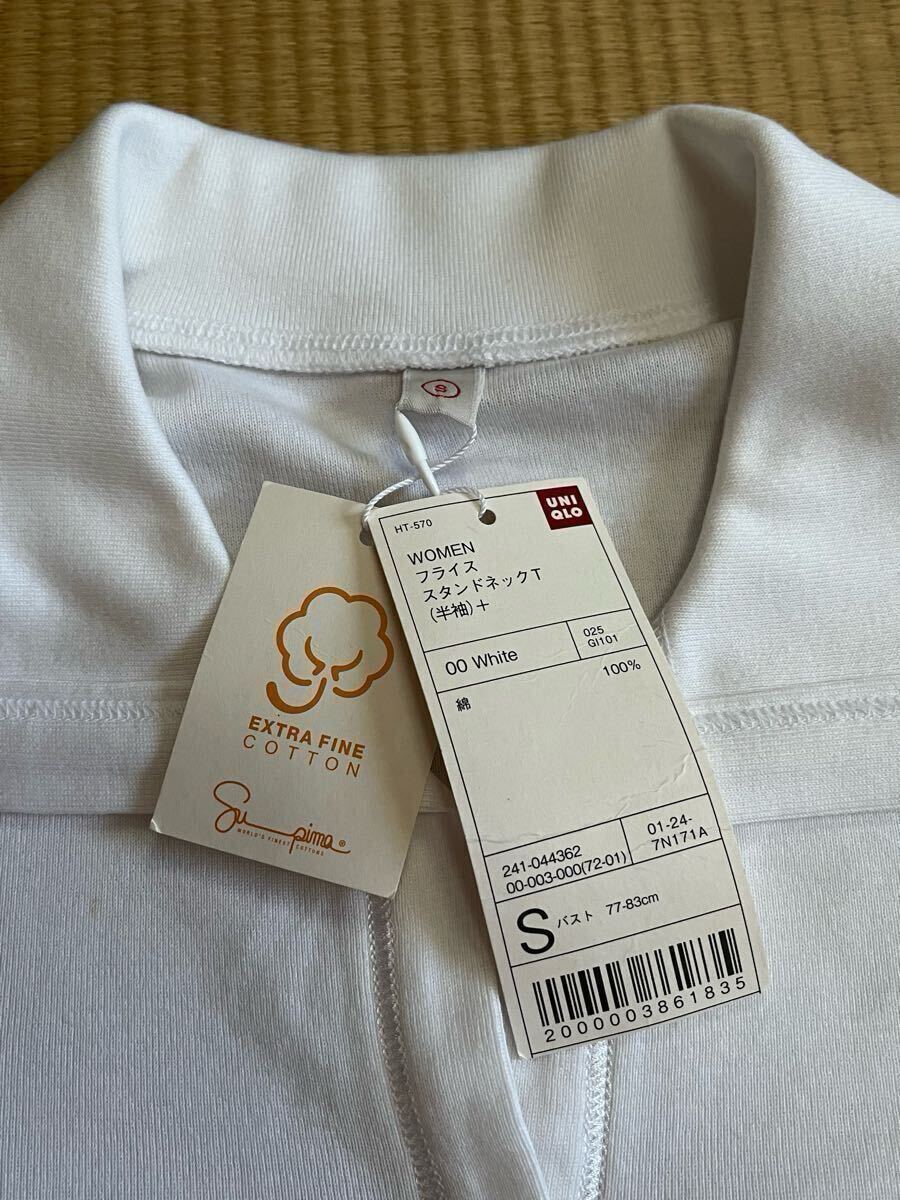 S
EXTRA FINE
COTTON
Supima®
WORLD'S FINEST COTTONS
HT-570
UNI
QLO
WOMEN
フライス
スタンドネックT
(半袖)+
00 White
025
GI101
綿 100%
241-044362
00-003-000(72-01)
01-24-
7N171A
S バスト 77-83cm
2000003861835